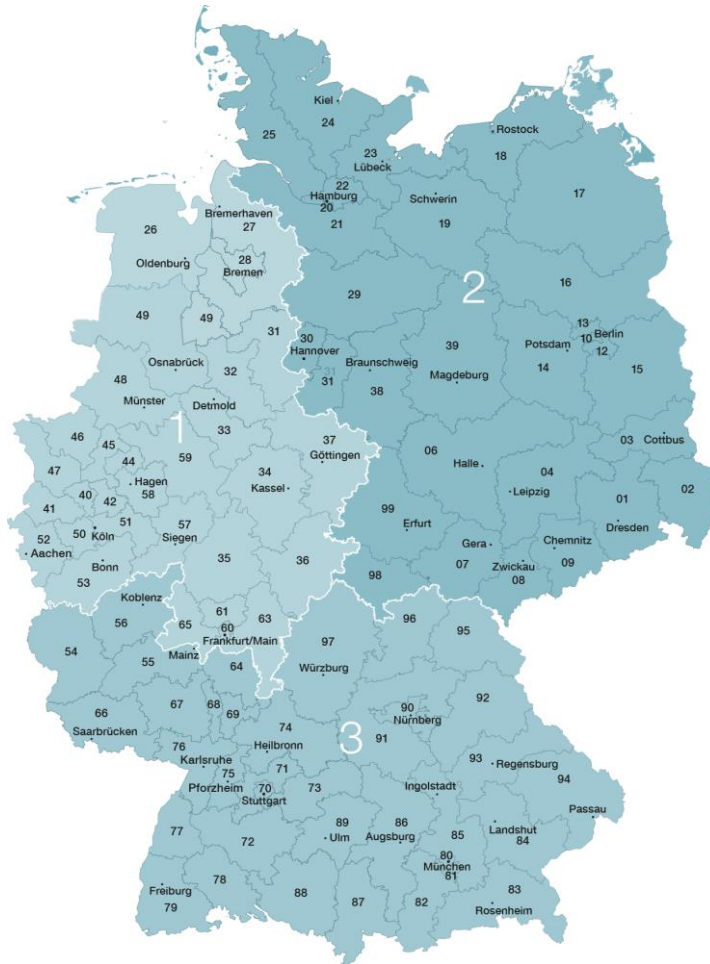 Kiel
24
25
23
Lübeck
Rostock
18
17
22
Hamburg
20
21
Schwerin
19
Bremerhaven
27
26
Oldenburg
28
Bremen
16
29
2
49
49
31
30
Hannover
31
31
Braunschweig
38
39
Magdeburg
13
10
Berlin
12
Potsdam
14
15
Osnabrück
32
48
Münster
Detmold
1
33
46
45
44
59
37
Göttingen
03
Cottbus
47
Hagen
58
34
Kassel
06
Halle
04
Leipzig
01
02
Dresden
40
42
41
51
50
Köln
52
Aachen
57
Siegen
99
Erfurt
Gera
07
Chemnitz
09
Zwickau
08
Bonn
53
35
36
98
Koblenz
56
61
63
65
60
Frankfurt/Main
Mainz
64
54
55
97
Würzburg
96
95
66
Saarbrücken
67
68
69
74
Heilbronn
3
90
Nürnberg
91
92
76
Karlsruhe
75
Pforzheim
71
70
Stuttgart
73
93
Regensburg
94
Ingolstadt
Passau
77
72
89
Ulm
86
Augsburg
85
Landshut
84
80
München
81
Freiburg
79
78
88
87
82
83
Rosenheim